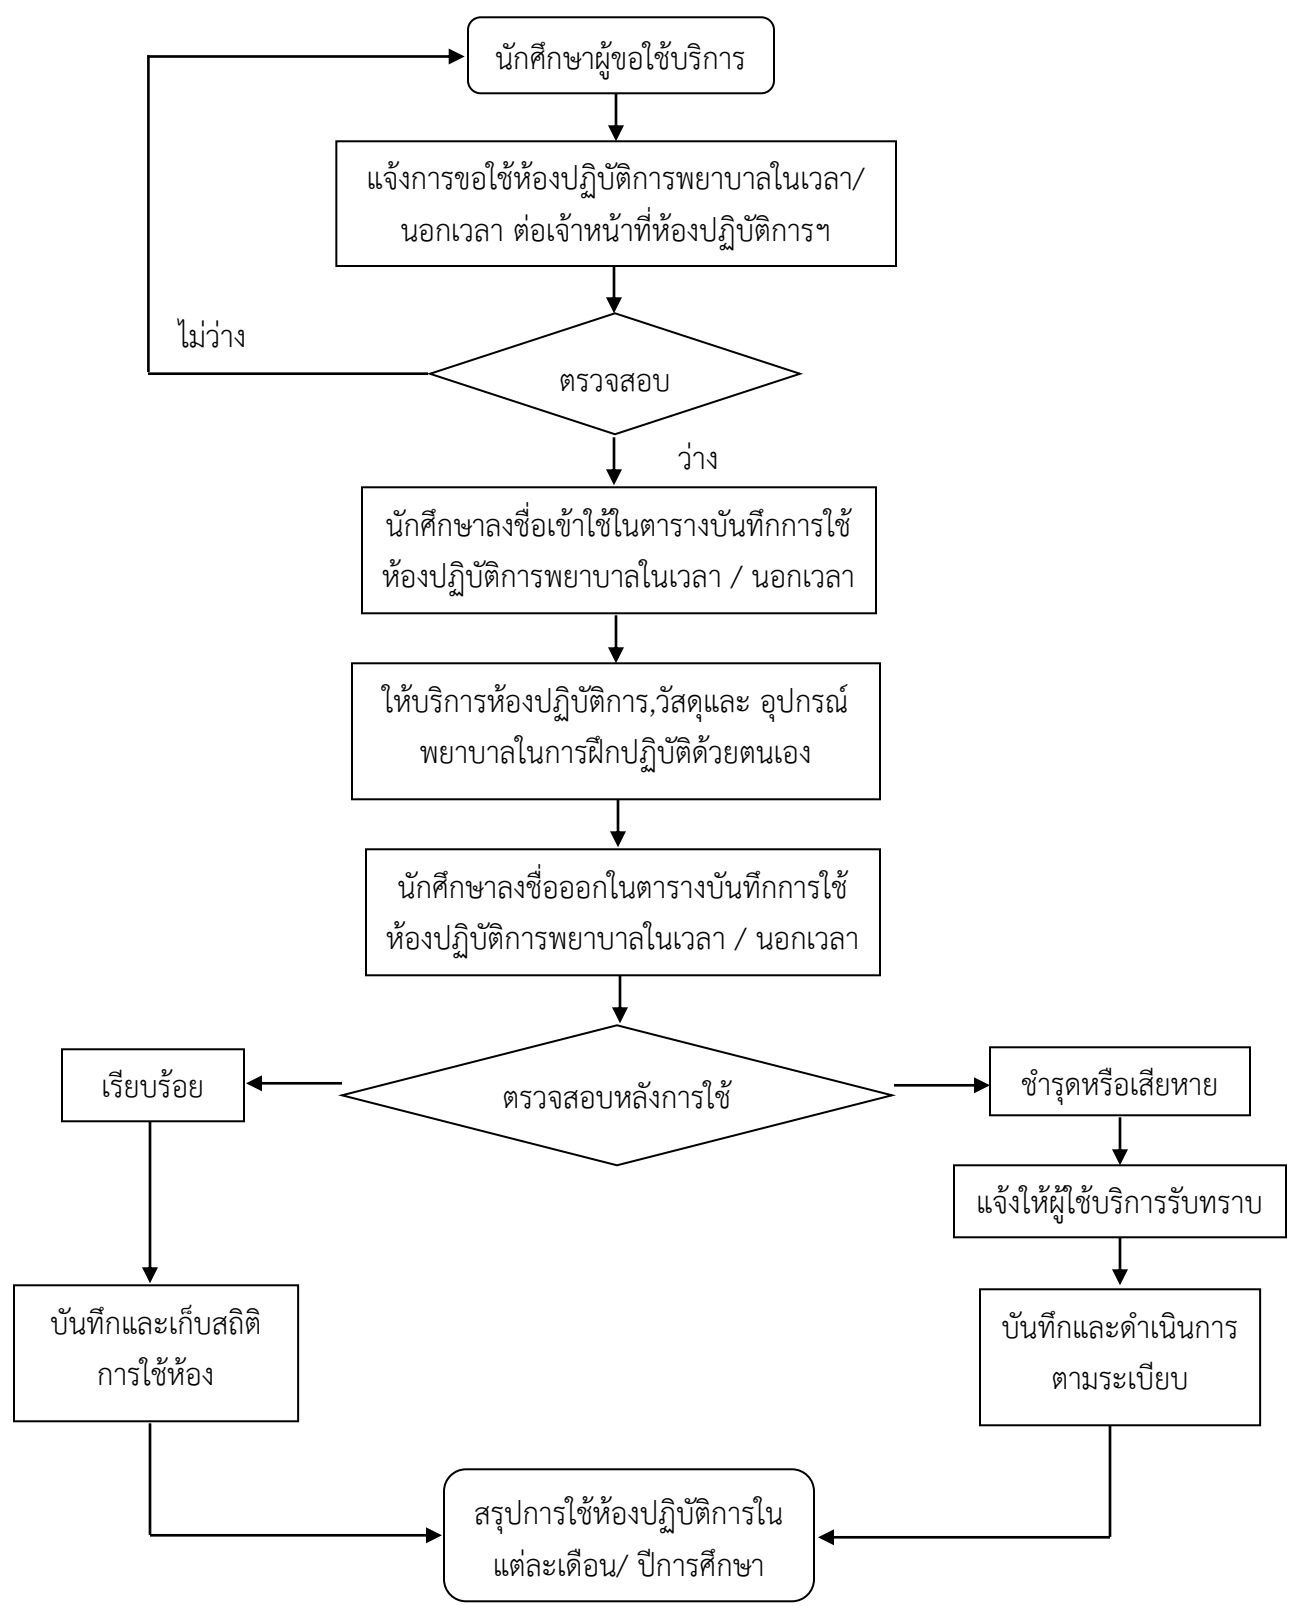 นักศึกษาผู้ขอใช้บริการ
แจ้งการขอใช้ห้องปฏิบัติการพยาบาลในเวลา/
นอกเวลา ต่อเจ้าหน้าที่ห้องปฏิบัติการฯ
ไม่ว่าง
ตรวจสอบ
ว่าง
นักศึกษาลงชื่อเข้าใช้ในตารางบันทึกการใช้
ห้องปฏิบัติการพยาบาลในเวลา / นอกเวลา
ให้บริการห้องปฏิบัติการ,วัสดุและ อุปกรณ์
พยาบาลในการฝึกปฏิบัติด้วยตนเอง
นักศึกษาลงชื่อออกในตารางบันทึกการใช้
ห้องปฏิบัติการพยาบาลในเวลา / นอกเวลา
ตรวจสอบหลังการใช้
เรียบร้อย
ชำรุดหรือเสียหาย
แจ้งให้ผู้ใช้บริการรับทราบ
บันทึกและเก็บสถิติ
การใช้ห้อง
บันทึกและดำเนินการ
ตามระเบียบ
สรุปการใช้ห้องปฏิบัติการใน
แต่ละเดือน/ ปีการศึกษา